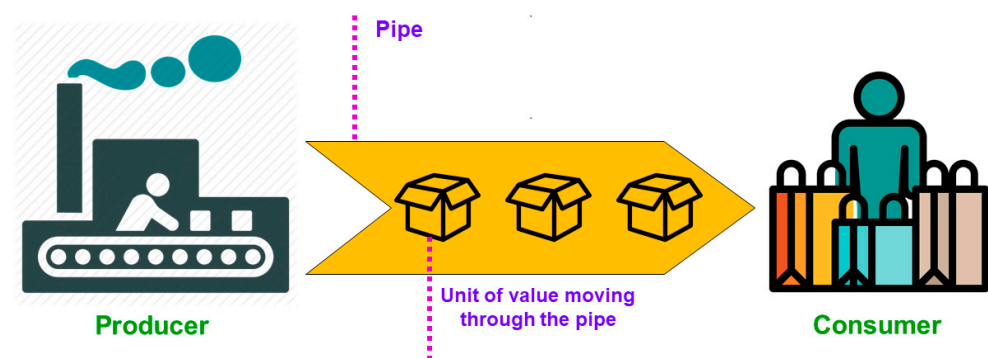 Pipe
Unit of value moving
through the pipe
Producer
Consumer